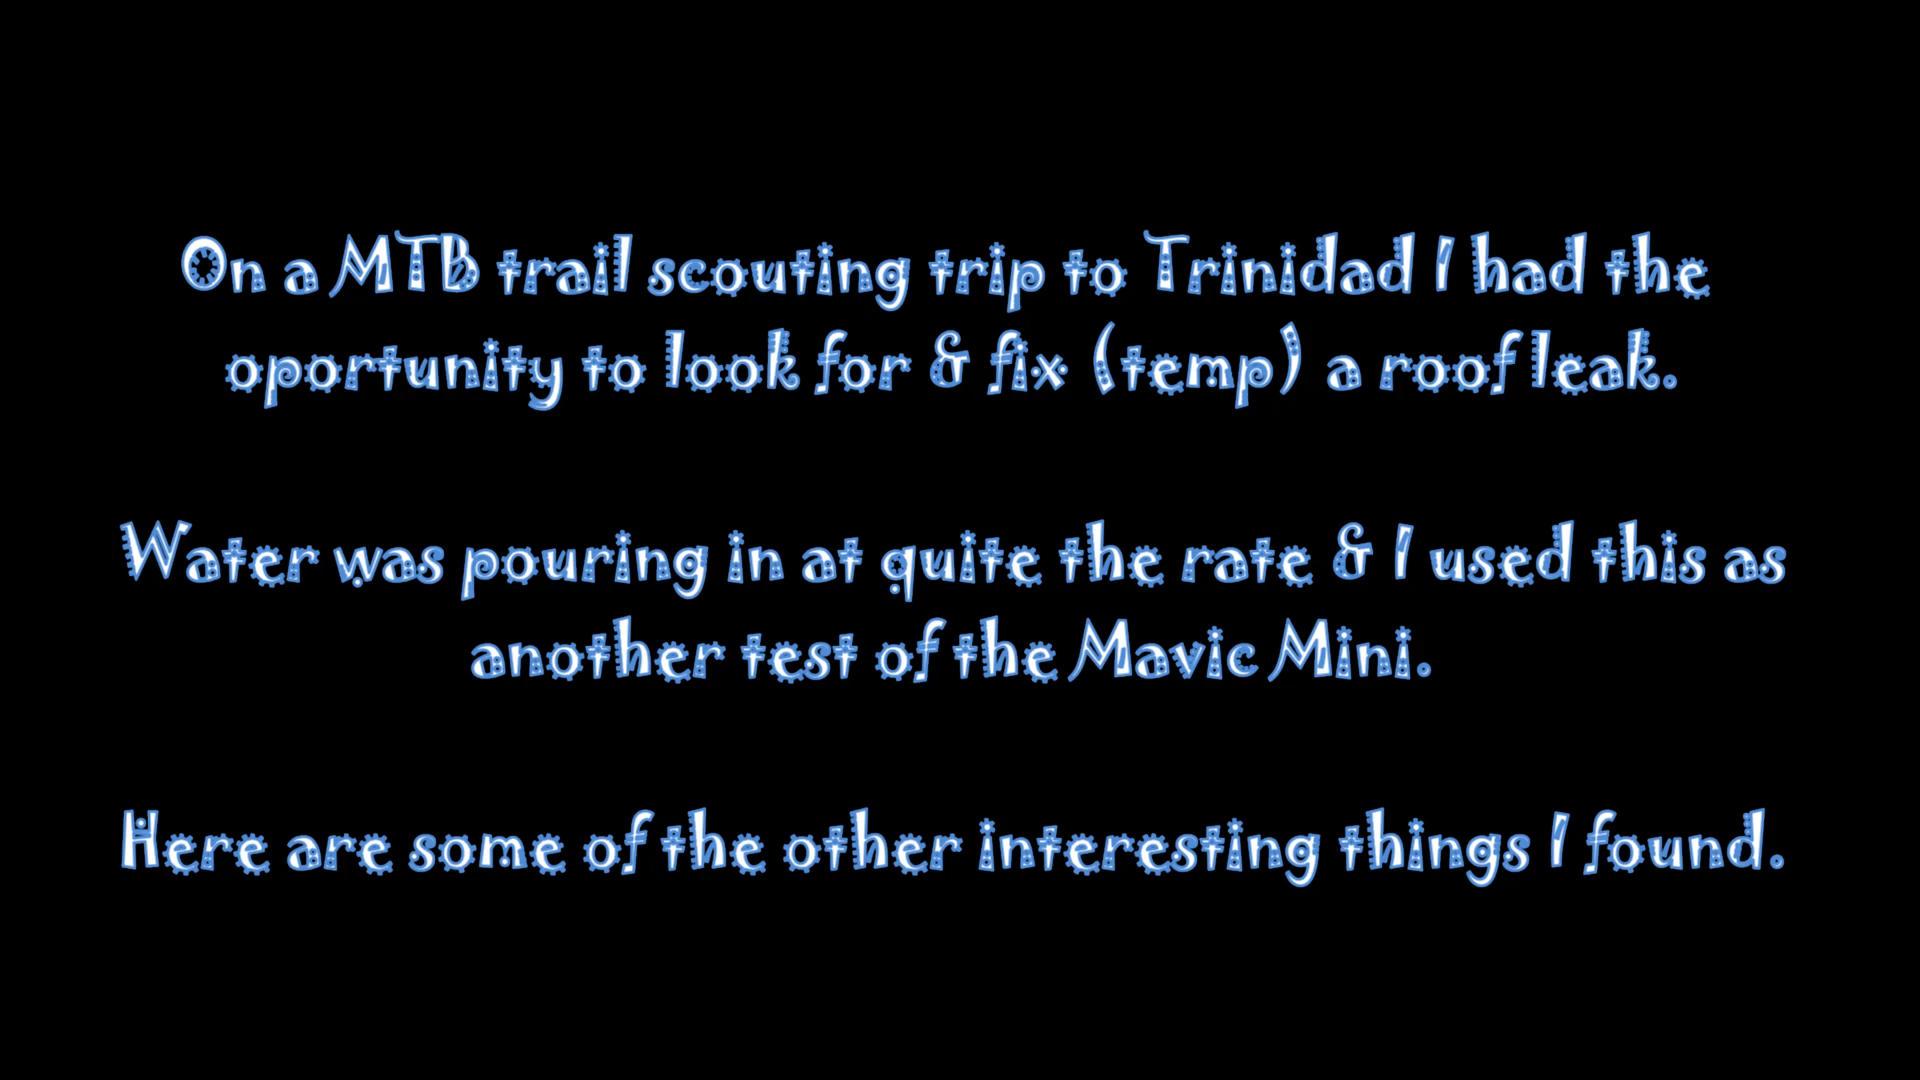 On a MTB trail scouting trip to Trinidad I had the
oportunity to look for & fix (temp) a roof leak.
Water was pouring in at quite the rate & I used this as
another test of the Mavic Mini.
Here are some of the other interesting things I found.